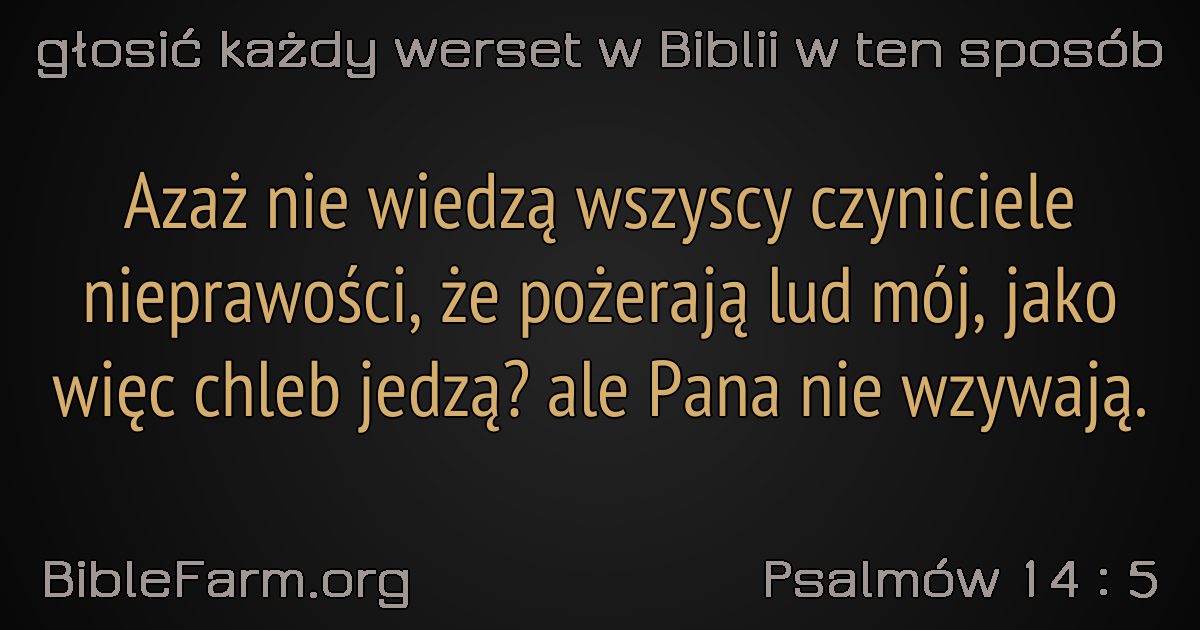 głosić każdy werset w Biblii w ten sposób
Azaż nie wiedzą wszyscy czyniciele
nieprawości, że pożerają lud mój, jako
więc chleb jedzą? ale Pana nie wzywają.
BibleFarm.org
Psalmów 14 : 5